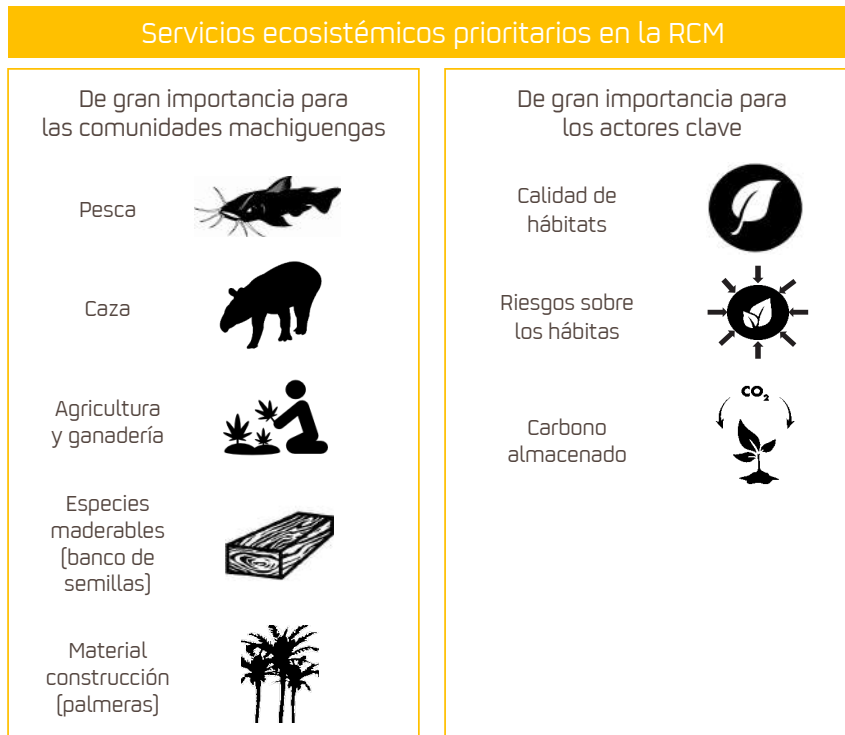 Servicios ecosistémicos prioritarios en la RCM
De gran importancia para
las comunidades machiguengas
Pesca
Caza
Agricultura
y ganadería
Especies
maderables
(banco de
semillas)
Material
construcción
(palmeras)
De gran importancia para
los actores clave
Calidad de
hábitats
Riesgos sobre
los hábitas
CO₂
Carbono
almacenado